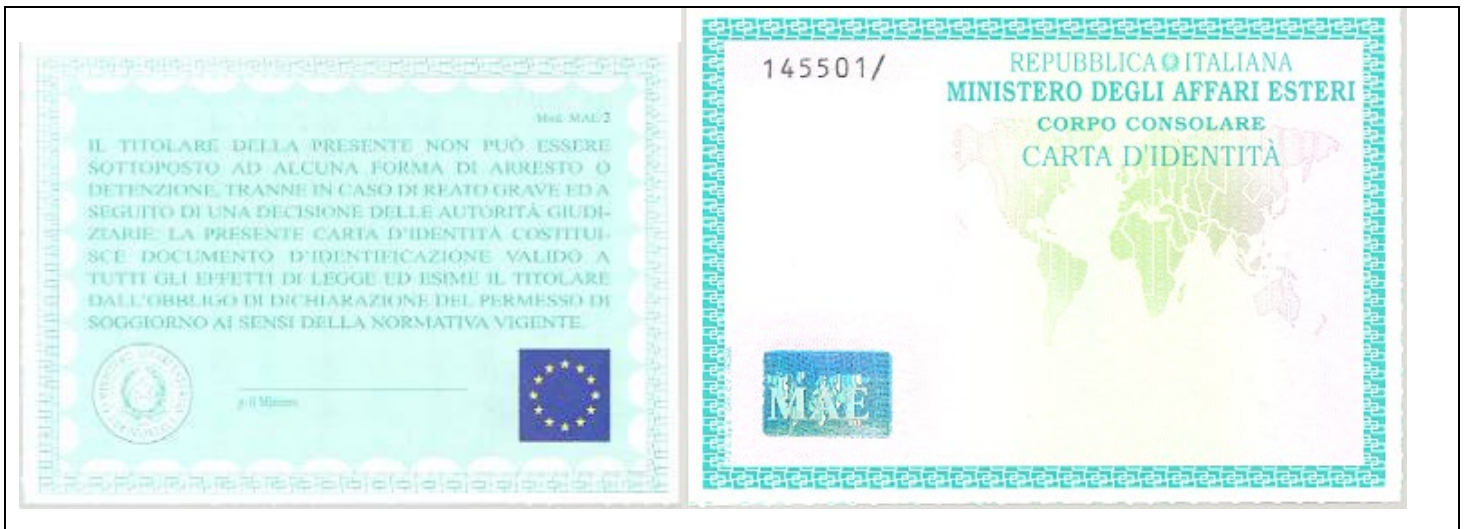 Mod. MAE/2
IL TITOLARE DELLA PRESENTE NON PUÒ ESSERE
SOTTOPOSTO AD ALCUNA FORMA DI ARRESTO O
DETENZIONE, TRANNE IN CASO DI REATO GRAVE ED A
SEGUITO DI UNA DECISIONE DELLE AUTORITÀ GIUDI-
ZIARIE. LA PRESENTE CARTA D'IDENTITÀ COSTITUI-
SCE DOCUMENTO D'IDENTIFICAZIONE VALIDO A
TUTTI GLI EFFETTI DI LEGGE ED ESIME IL TITOLARE
DALL'OBBLIGO DI DICHIARAZIONE DEL PERMESSO DI
SOGGIORNO AI SENSI DELLA NORMATIVA VIGENTE.
p. il Ministro
145501/
REPUBBLICA ITALIANA
MINISTERO DEGLI AFFARI ESTERI
CORPO CONSOLARE
CARTA D'IDENTITÀ
MAE